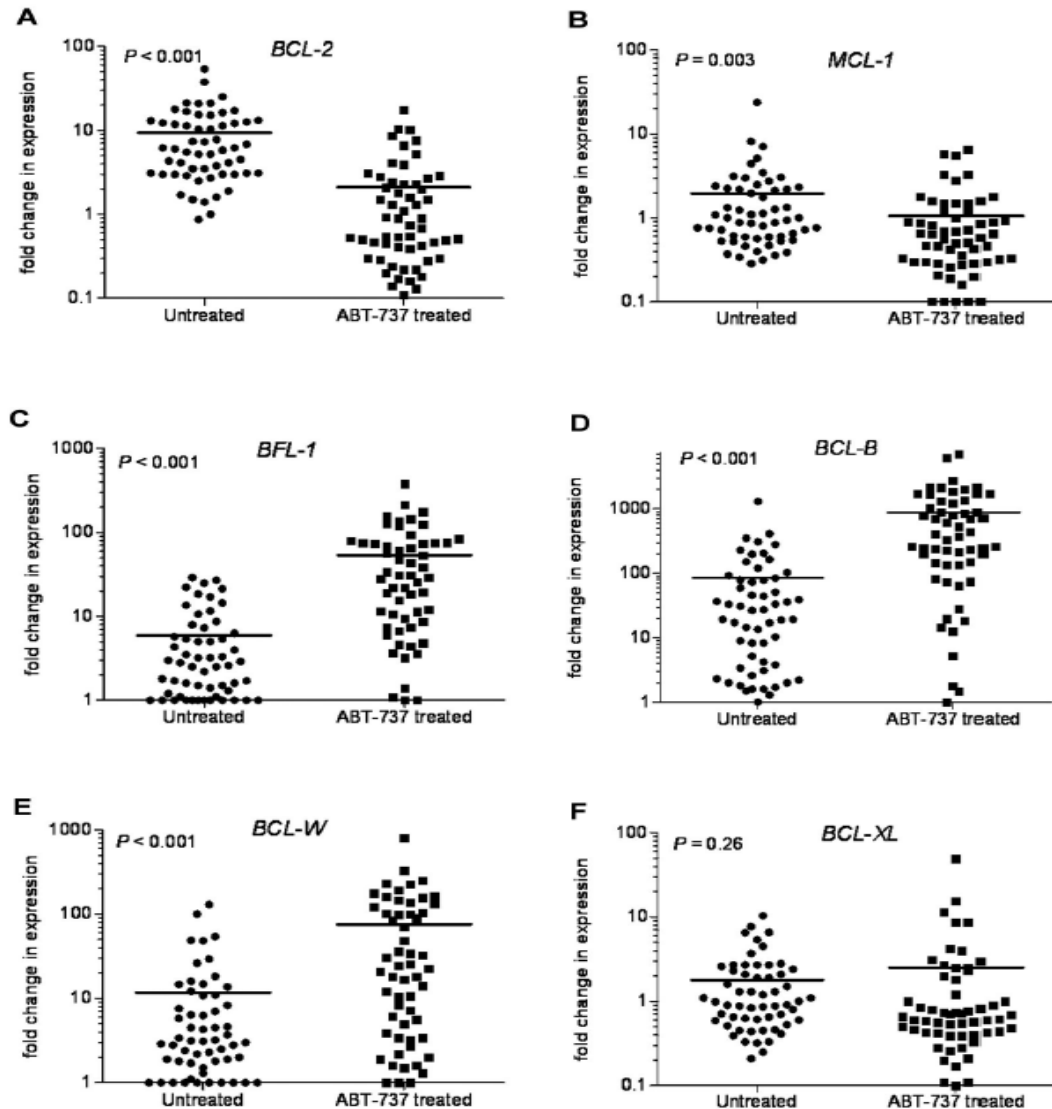 A
B
BCL-2
MCL-1
P < 0.001
P = 0.003
fold change in expression
100
10
1
0.1
Untreated
ABT-737 treated
fold change in expression
100
10
1
0.1
Untreated
ABT-737 treated
C
D
BFL-1
BCL-B
P < 0.001
P < 0.001
fold change in expression
1000
100
10
1
Untreated
ABT-737 treated
fold change in expression
1000
100
10
1
Untreated
ABT-737 treated
E
F
BCL-W
BCL-XL
P < 0.001
P = 0.26
fold change in expression
1000
100
10
1
Untreated
ABT-737 treated
fold change in expression
100
10
1
0.1
Untreated
ABT-737 treated